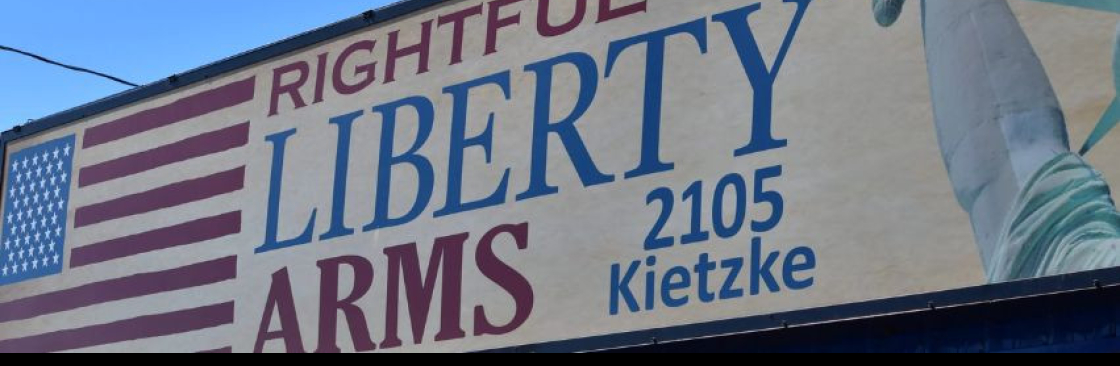 RIGHTFUL
LIBERTY
ARMS
2105
Kietzke